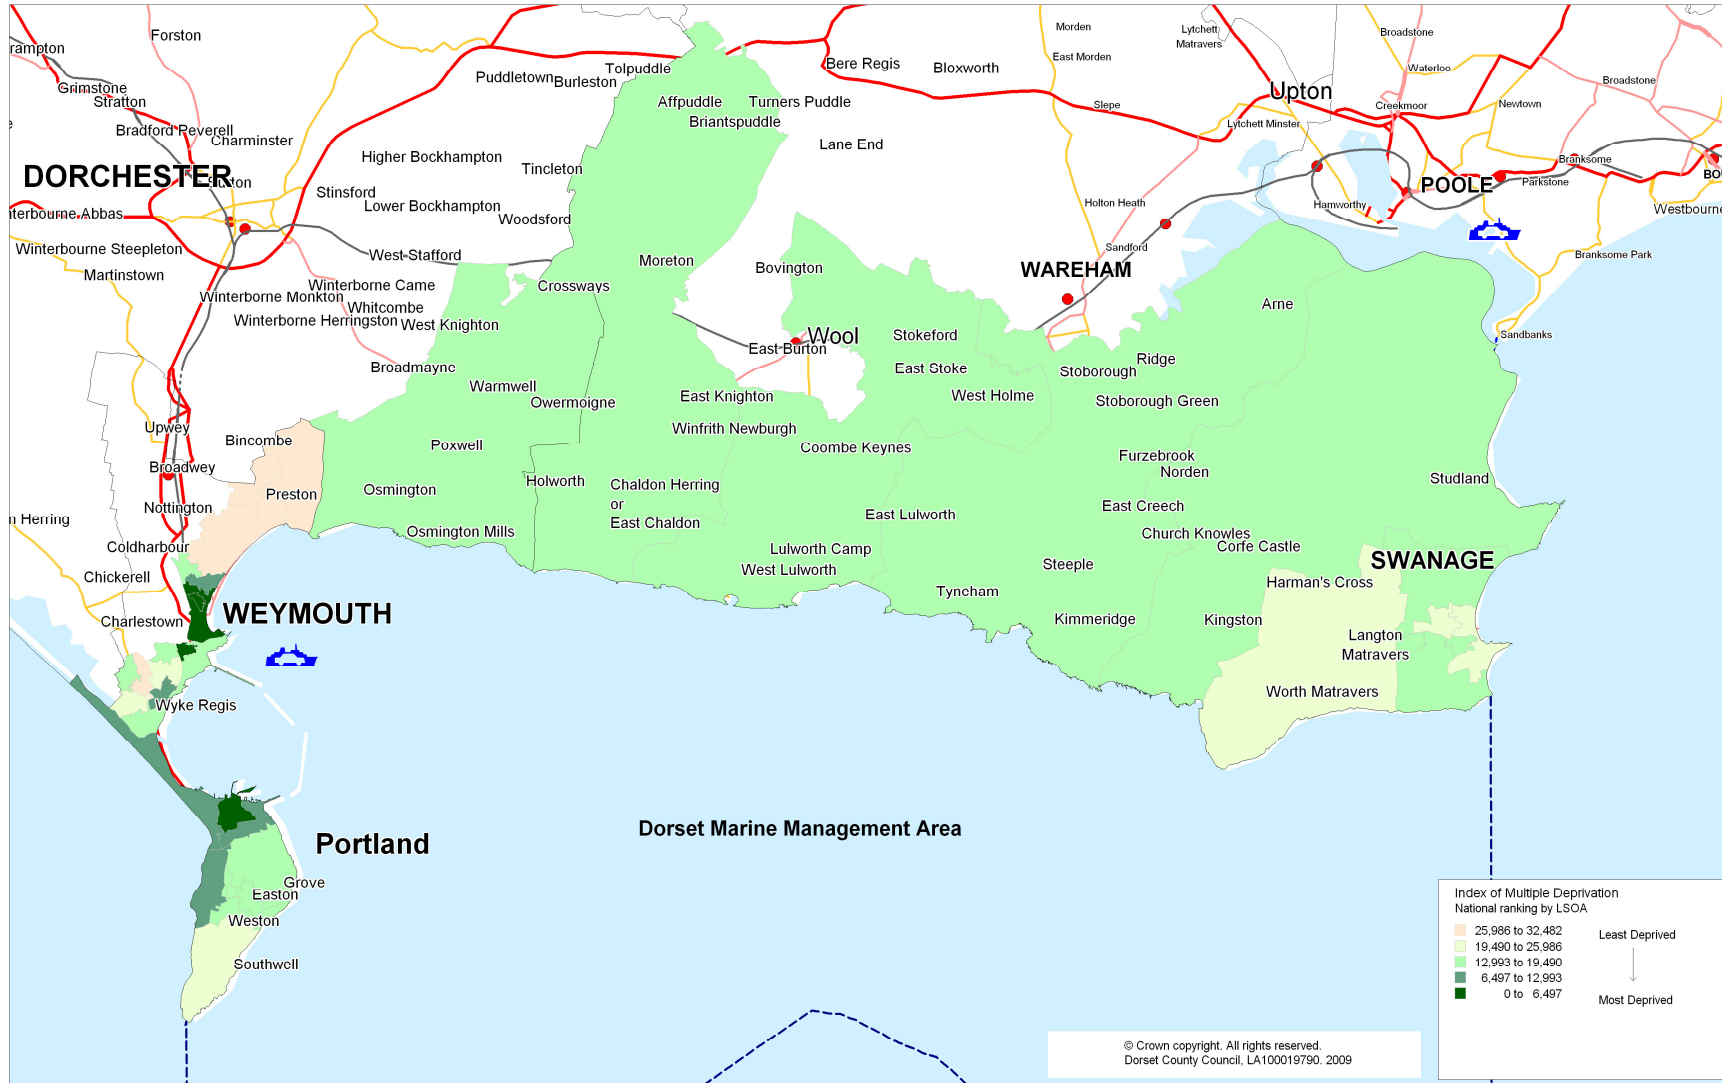 Forston
Morden
Lytchett
Matravers
Broadstone
rampton
East Morden
Bere Regis
Bloxworth
Tolpuddle
Puddletown
Burleston
Waterloo
Broadstone
Grimstone
Stratton
Affpuddle
Turners Puddle
Briantspuddle
Slepe
Upton
Creekmoor
Newtown
Bradford Peverell
Charminster
Lytchett Minster
Lane End
Higher Bockhampton
Tincleton
Branksome
DORCHESTER
Stinsford
Lower Bockhampton
Woodsford
Holton Heath
Hamworthy
POOLE
Parkstone
BO
nterbourne Abbas
Westbourne
Winterbourne Steepleton
West Stafford
Sandford
Branksome Park
Martinstown
Moreton
Bovington
WAREHAM
Winterborne Came
Crossways
Winterborne Monkton
Whitcombe
Arne
Winterborne Herringston
West Knighton
Wool
Stokeford
Sandbanks
East Burton
Ridge
Broadmayne
East Stoke
Stoborough
Warmwell
Owermoigne
East Knighton
West Holme
Stoborough Green
Upwey
Bincombe
Poxwell
Winfrith Newburgh
Coombe Keynes
Furzebrook
Norden
Broadwey
Preston
Osmington
Holworth
Chaldon Herring
or
East Chaldon
Studland
Nottington
n Herring
East Lulworth
East Creech
Osmington Mills
Church Knowles
Corfe Castle
Coldharbour
Lulworth Camp
West Lulworth
Steeple
SWANAGE
Chickerell
Harman's Cross
Tyncham
Charlestown
WEYMOUTH
Kimmeridge
Kingston
Langton
Matravers
Wyke Regis
Worth Matravers
Portland
Dorset Marine Management Area
Grove
Easton
Weston
Southwell
Index of Multiple Deprivation
National ranking by LSOA
25,986 to 32,482
Least Deprived
19,490 to 25,986
12,993 to 19,490
6,497 to 12,993
0 to 6,497
Most Deprived
© Crown copyright. All rights reserved.
Dorset County Council, LA100019790. 2009